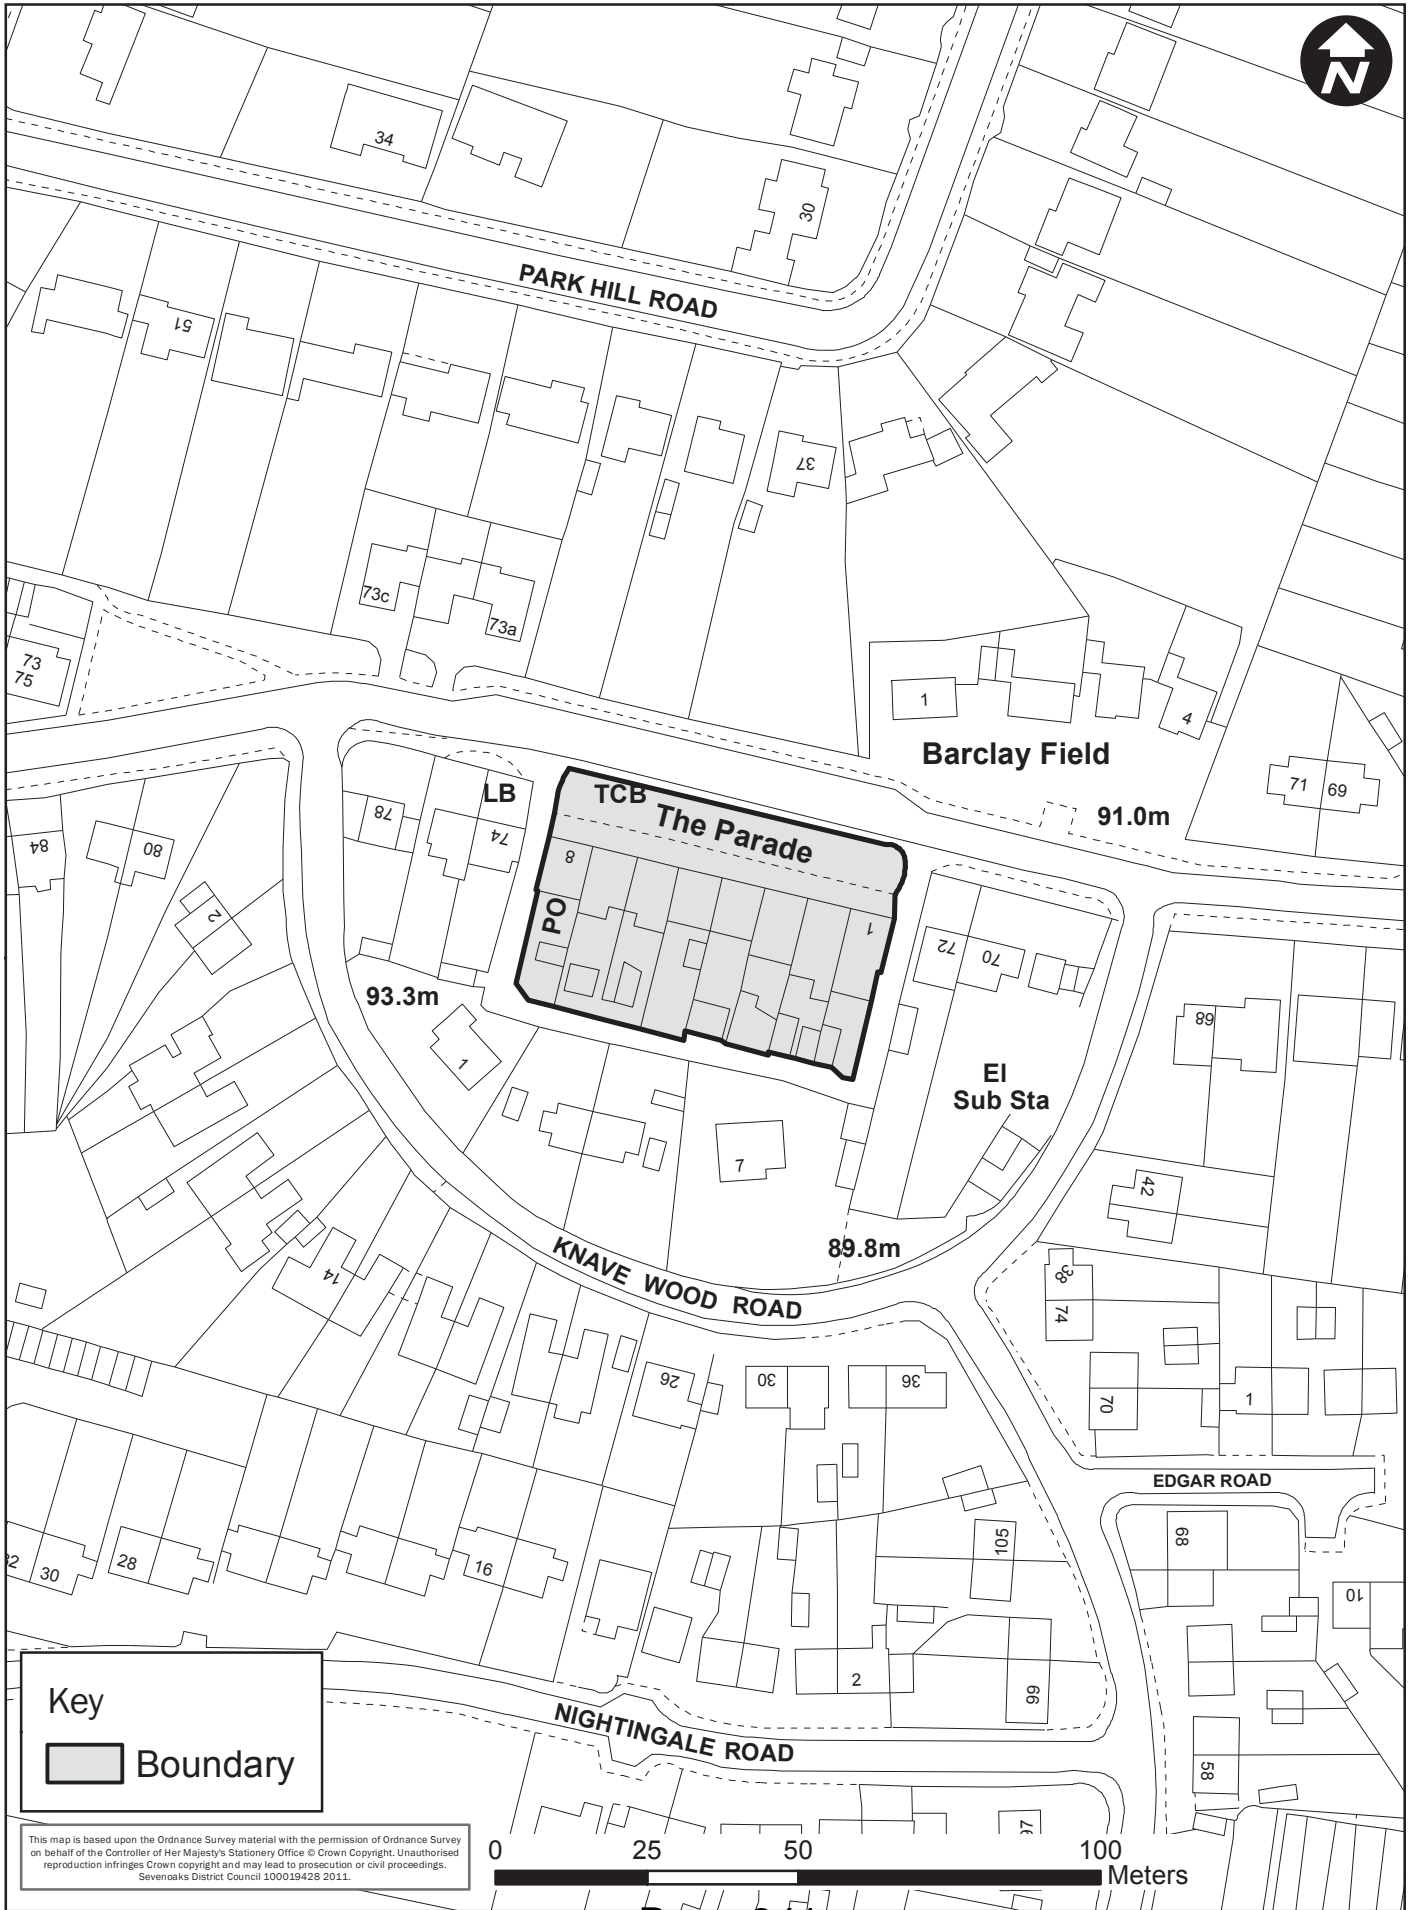 N
34
30
PARK HILL ROAD
51
37
73c
73a
73
75
1
4
Barclay Field
71
69
91.0m
LB
TCB
The Parade
78
74
8
1
84
80
2
PO
72
70
93.3m
1
68
El
Sub Sta
7
42
89.8m
KNAVE WOOD ROAD
14
38
74
26
30
36
70
1
EDGAR ROAD
105
68
32
30
28
16
10
2
66
NIGHTINGALE ROAD
58
Key
Boundary
This map is based upon the Ordnance Survey material with the permission of Ordnance Survey
on behalf of the Controller of Her Majesty's Stationery Office © Crown Copyright. Unauthorised
reproduction infringes Crown copyright and may lead to prosecution or civil proceedings.
Sevenoaks District Council 100019428 2011.
0 25 50 100
Meters